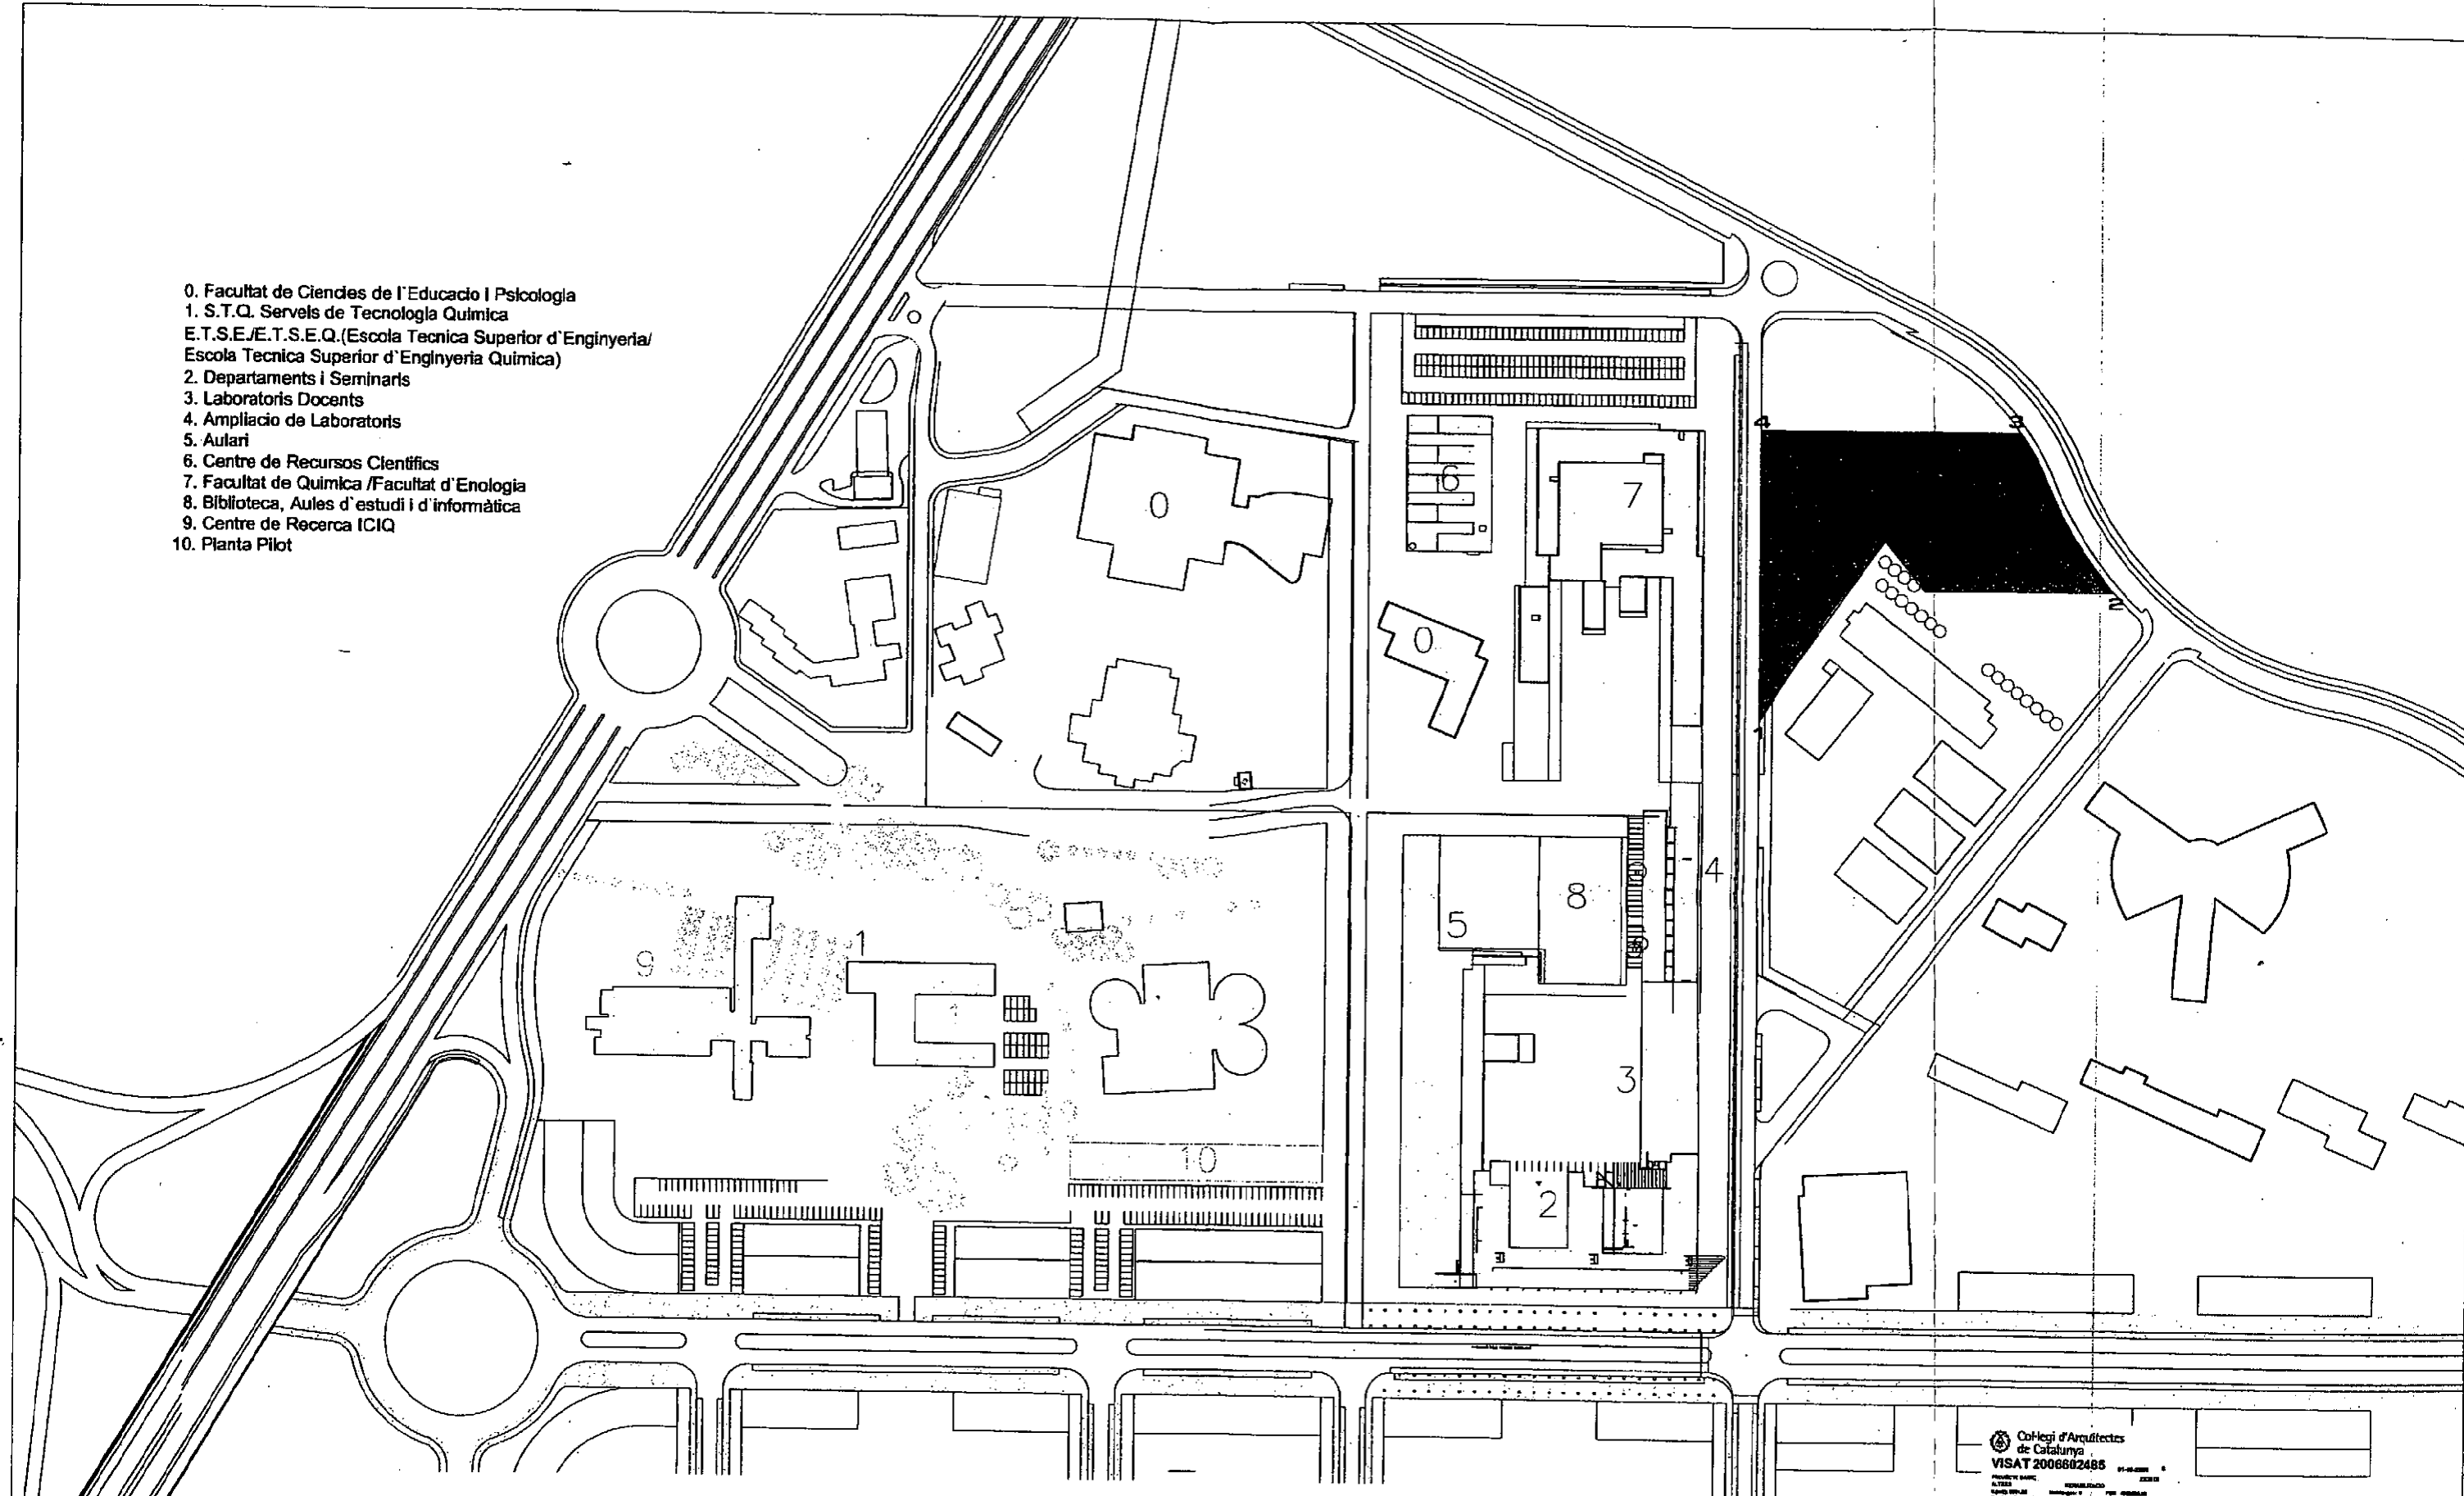 0. Facultat de Ciencies de l`Educacio i Psicologia
1. S.T.Q. Serveis de Tecnologia Quimica
E.T.S.E./E.T.S.E.Q.(Escola Tecnica Superior d`Enginyeria/
Escola Tecnica Superior d`Enginyeria Quimica)
2. Departaments i Seminaris
3. Laboratoris Docents
4. Ampliacio de Laboratoris
5. Aulari
6. Centre de Recursos Cientifics
7. Facultat de Quimica /Facultat d`Enologia
8. Biblioteca, Aules d`estudi i d`informàtica
9. Centre de Recerca ICIQ
10. Planta Pilot
4
3
6
7
0
2
0
1
4
8
5
1
9
1
3
10
2
Col·legi d'Arquitectes
de Catalunya
VISAT 2006602485